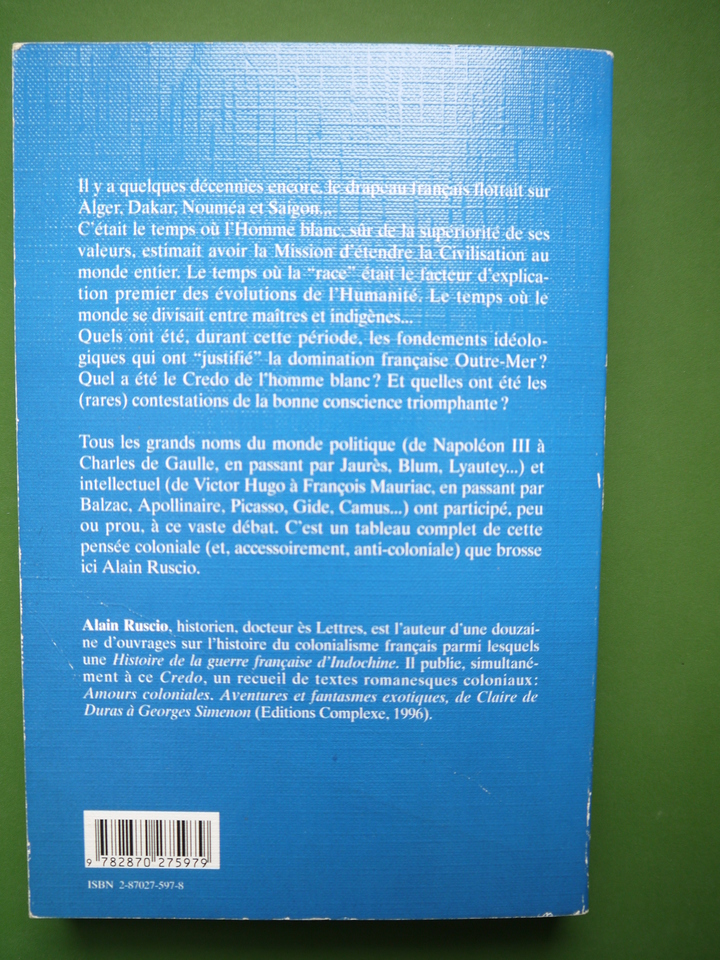 Il y a quelques décennies encore, le drapeau français flottait sur
Alger, Dakar, Nouméa et Saïgon...
C'était le temps où l'Homme blanc, sûr de la supériorité de ses
valeurs, estimait avoir la Mission d'étendre la Civilisation au
monde entier. Le temps où la “race” était le facteur d'explica-
tion premier des évolutions de l'Humanité. Le temps où le
monde se divisait entre maîtres et indigènes...
Quels ont été, durant cette période, les fondements idéolo-
giques qui ont “justifié” la domination française Outre-Mer ?
Quel a été le Credo de l'homme blanc ? Et quelles ont été les
(rares) contestations de la bonne conscience triomphante ?
Tous les grands noms du monde politique (de Napoléon III à
Charles de Gaulle, en passant par Jaurès, Blum, Lyautey...) et
intellectuel (de Victor Hugo à François Mauriac, en passant par
Balzac, Apollinaire, Picasso, Gide, Camus...) ont participé, peu
ou prou, à ce vaste débat. C'est un tableau complet de cette
pensée coloniale (et, accessoirement, anti-coloniale) que brosse
ici Alain Ruscio.
Alain Ruscio, historien, docteur ès Lettres, est l'auteur d'une douzai-
ne d'ouvrages sur l'histoire du colonialisme français parmi lesquels
une Histoire de la guerre française d'Indochine. Il publie, simultané-
ment à ce Credo, un recueil de textes romanesques coloniaux :
Amours coloniales. Aventures et fantasmes exotiques, de Claire de
Duras à Georges Simenon (Editions Complexe, 1996).
9 782870 275979
ISBN 2-87027-597-8